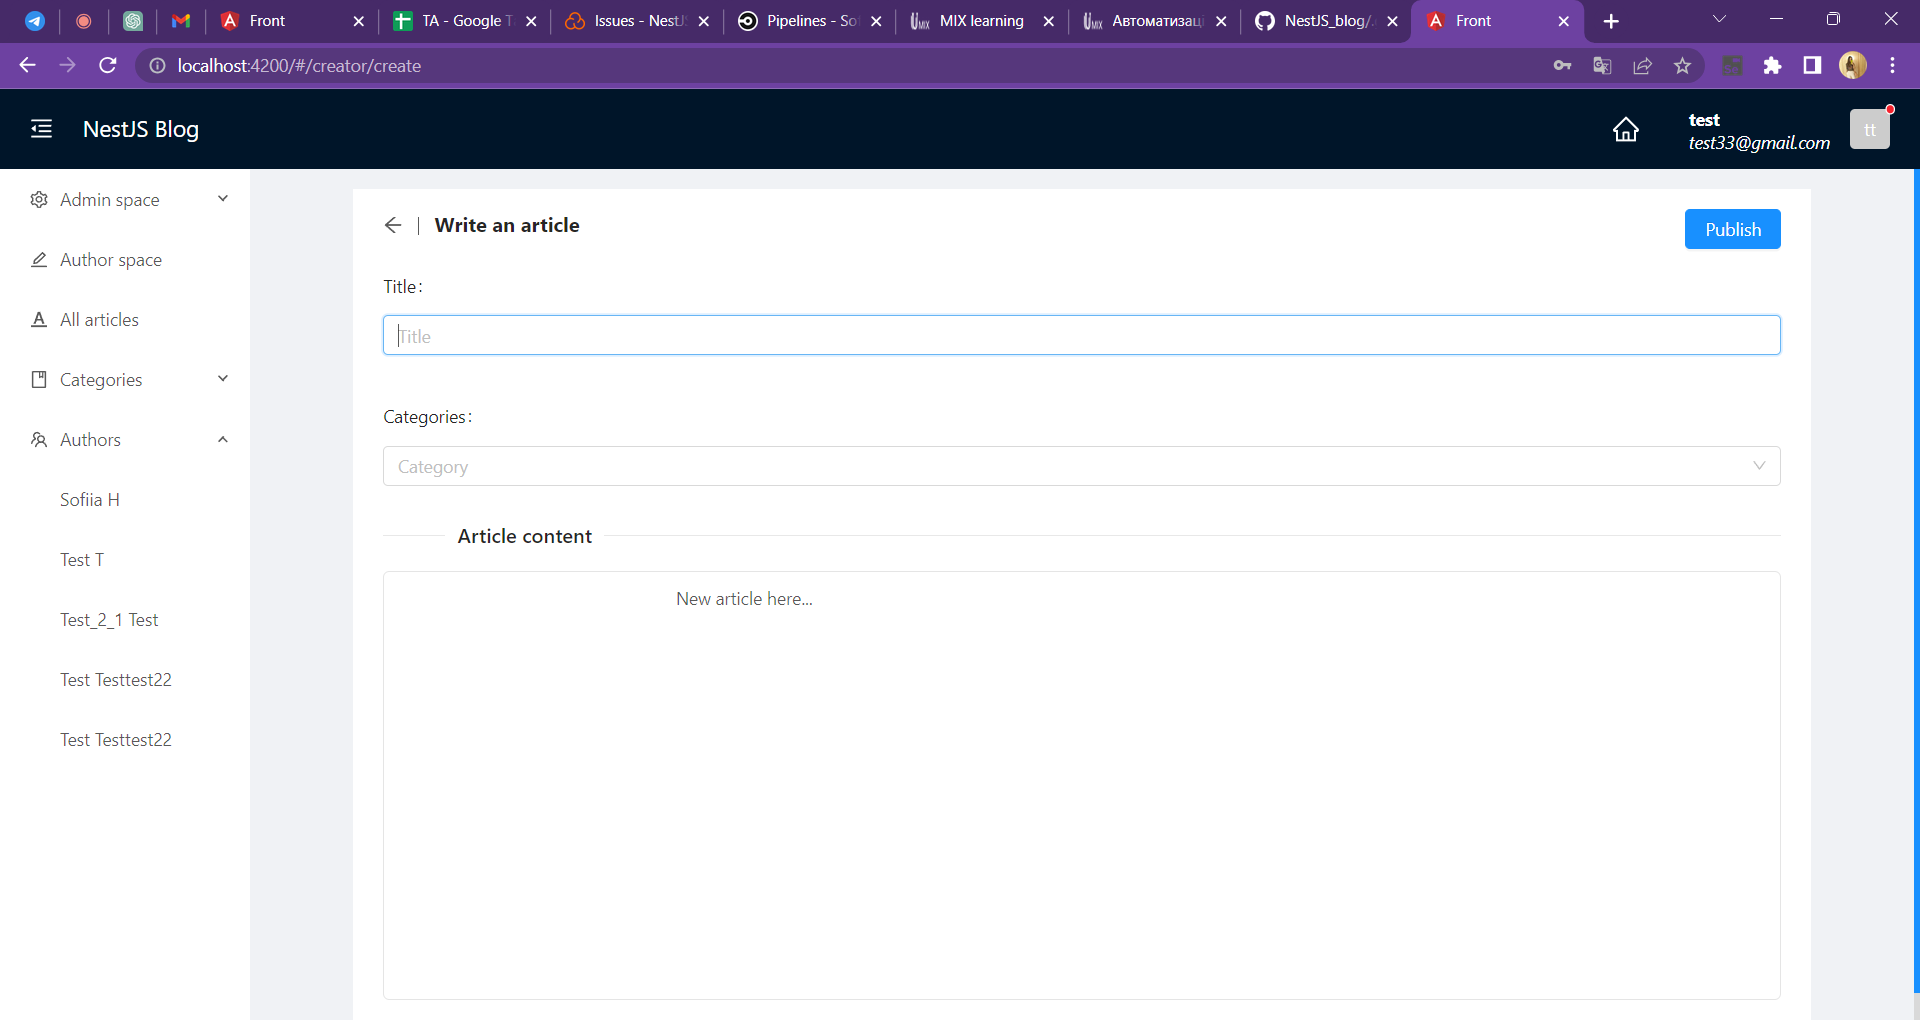 Front
TA - Google T
Issues - NestJS
Pipelines - So
MIX learning
Автоматизац
NestJS_blog/.
Front
localhost:4200/#/creator/create
NestJS Blog
test
test33@gmail.com
tt
Admin space
Author space
All articles
Categories
Authors
Sofiia H
Test T
Test_2_1 Test
Test Testtest22
Test Testtest22
Write an article
Publish
Title:
Title
Categories:
Category
Article content
New article here...